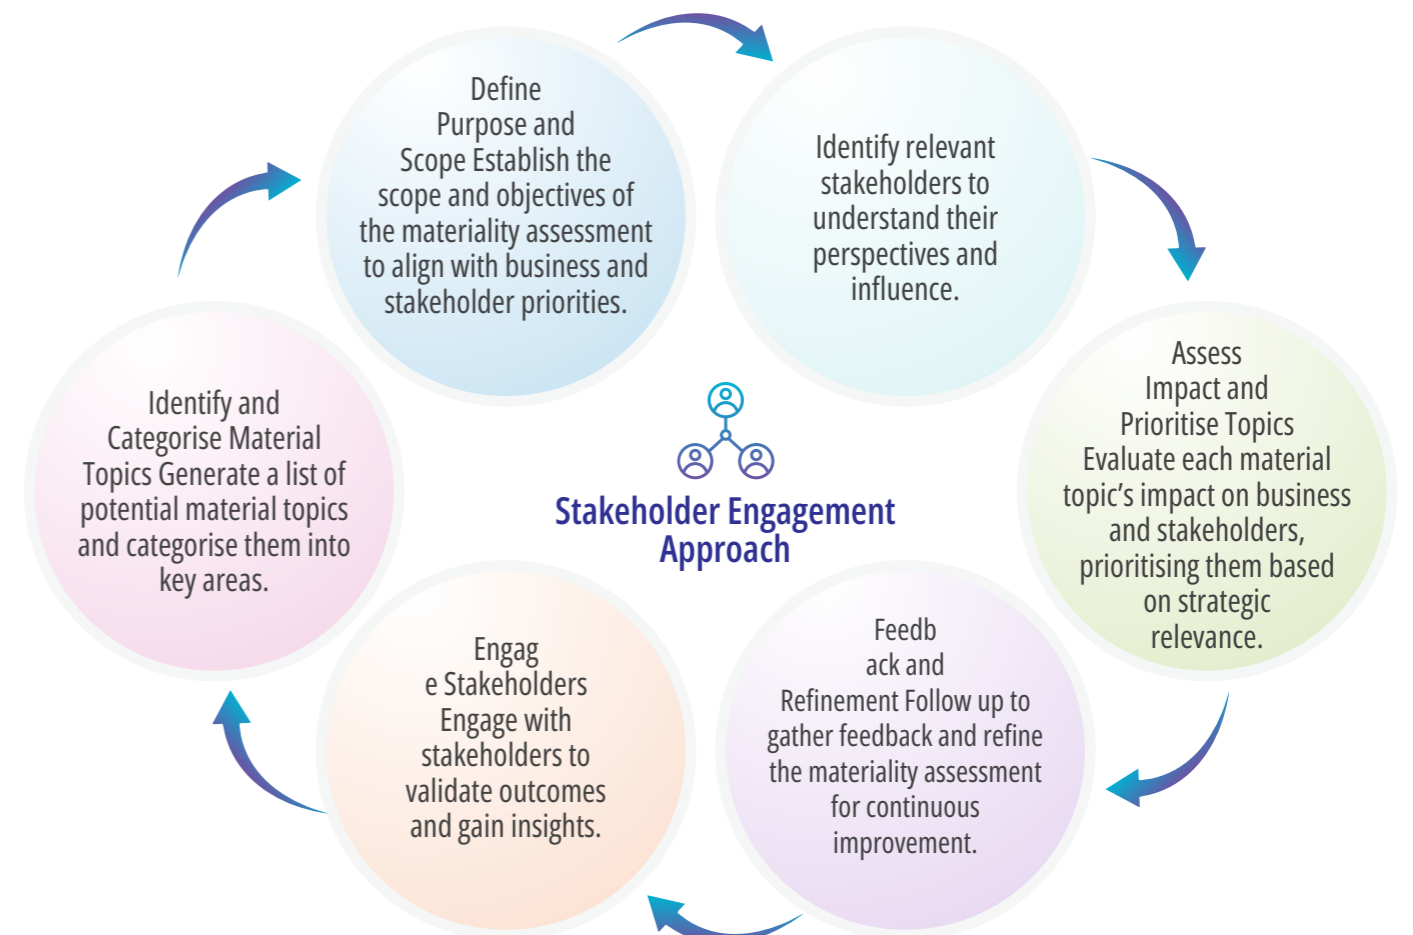 Define
Purpose and
Scope Establish the
scope and objectives of
the materiality assessment
to align with business and
stakeholder priorities.
Identify relevant
stakeholders to
understand their
perspectives and
influence.
Assess
Impact and
Prioritise Topics
Evaluate each material
topic’s impact on business
and stakeholders,
prioritising them based
on strategic
relevance.
Feedb
ack and
Refinement Follow up to
gather feedback and refine
the materiality assessment
for continuous
improvement.
Engag
e Stakeholders
Engage with
stakeholders to
validate outcomes
and gain insights.
Identify and
Categorise Material
Topics Generate a list of
potential material topics
and categorise them into
key areas.
Stakeholder Engagement
Approach